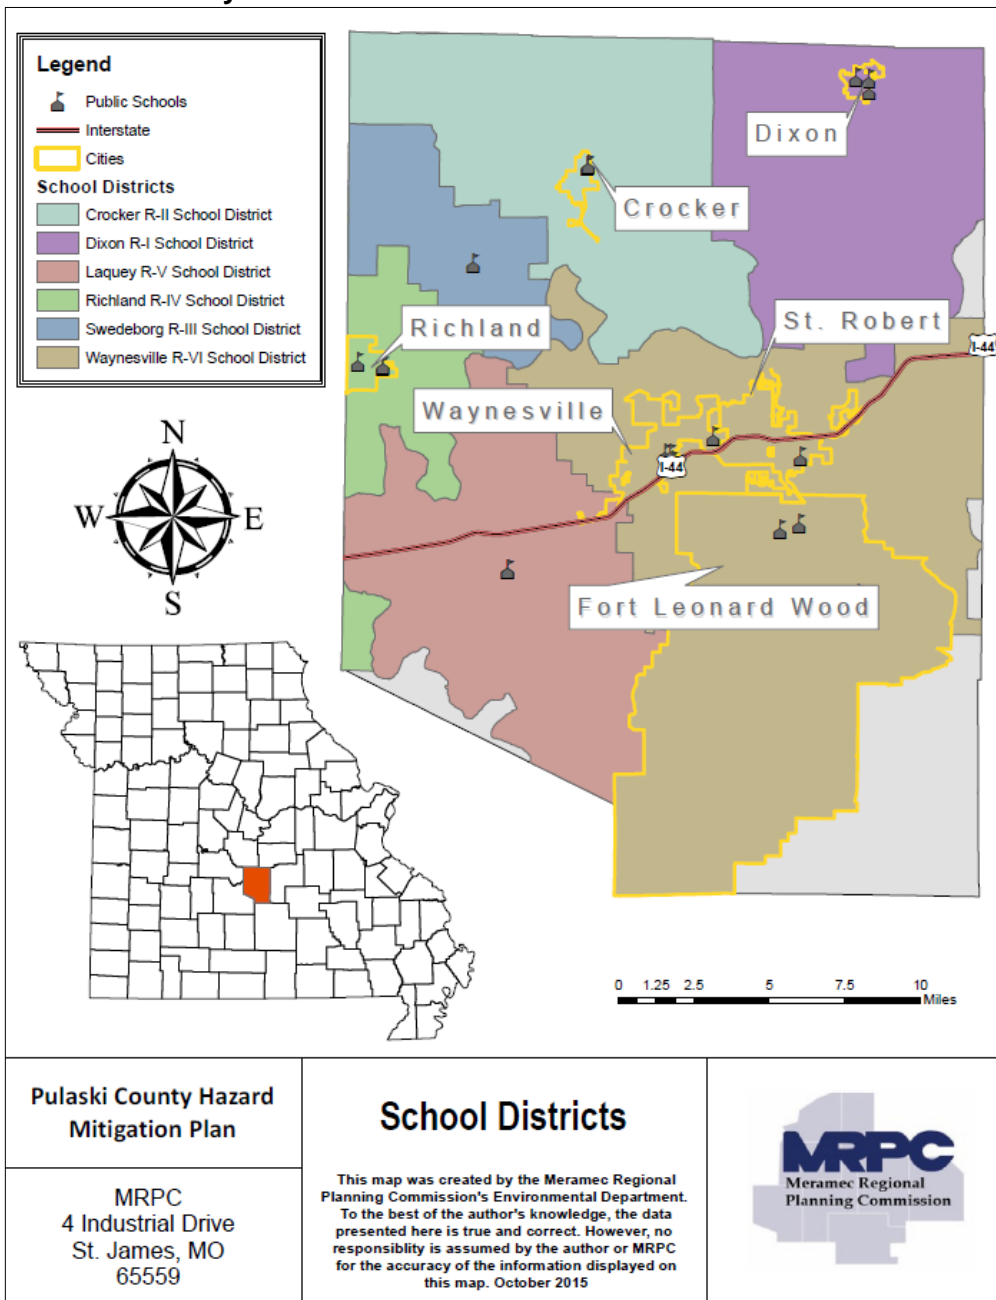 Legend
Public Schools
Interstate
Cities
School Districts
Crocker R-II School District
Dixon R-I School District
Laquey R-V School District
Richland R-IV School District
Swedeborg R-III School District
Waynesville R-VI School District
Dixon
Crocker
St. Robert
Richland
I-44
Waynesville
I-44
Fort Leonard Wood
N
W
E
S
0 1.25 2.5 5 7.5 10
Miles
Pulaski County Hazard
Mitigation Plan
MRPC
4 Industrial Drive
St. James, MO
65559
School Districts
This map was created by the Meramec Regional
Planning Commission's Environmental Department.
To the best of the author's knowledge, the data
presented here is true and correct. However, no
responsiblity is assumed by the author or MRPC
for the accuracy of the information displayed on
this map. October 2015
MRPC
Meramec Regional
Planning Commission